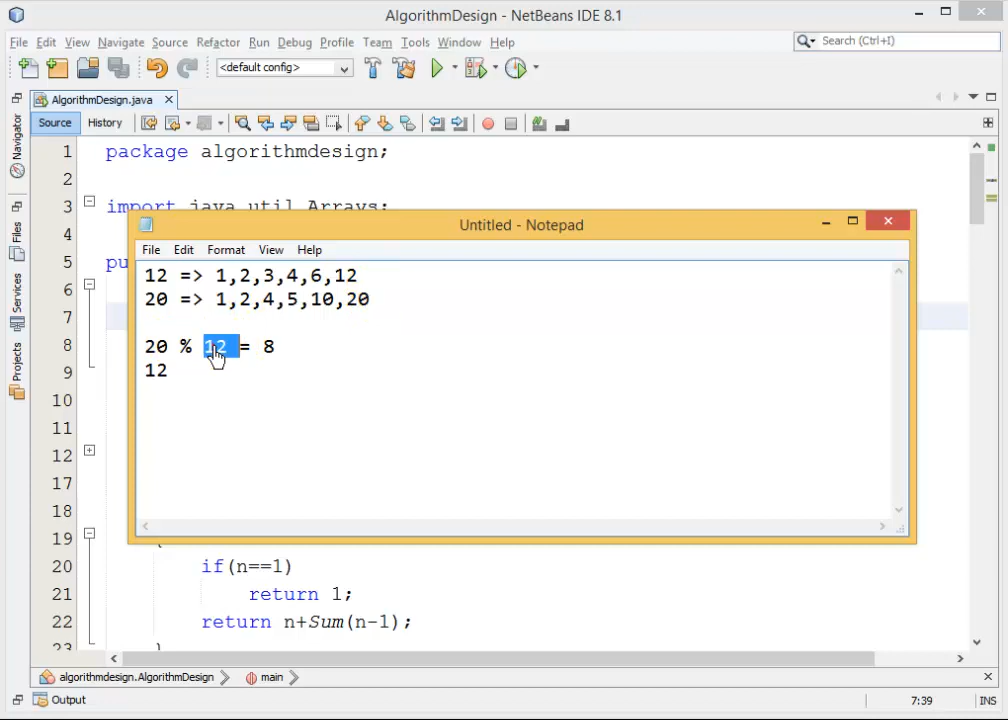 AlgorithmDesign - NetBeans IDE 8.1
File Edit View Navigate Source Refactor Run Debug Profile Team Tools Window Help
Search (Ctrl+I)
<default config>
AlgorithmDesign.java
Source History
Navigator
Files
Services
Projects
1 package algorithmdesign;
2
3 import java.util.Arrays;
4
5 pu
6
7
8
9
10
11
12
17
18
19
20 if(n==1)
21 return 1;
22 return n+Sum(n-1);
23 }
Untitled - Notepad
File Edit Format View Help
12 => 1,2,3,4,6,12
20 => 1,2,4,5,10,20
20 % 12 = 8
12
algorithmdesign.AlgorithmDesign main
Output
7:39 INS